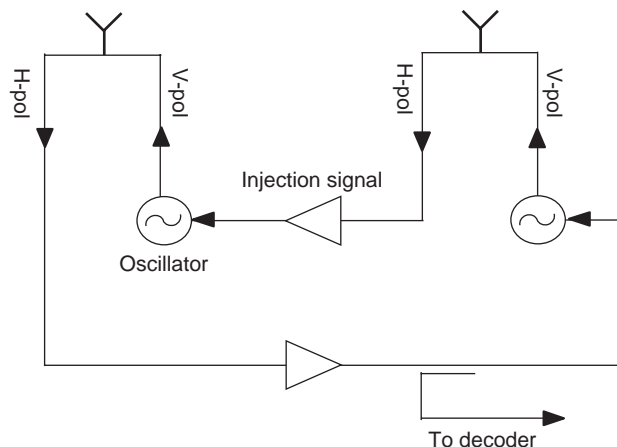 H-pol
V-pol
H-pol
V-pol
Injection signal
Oscillator
To decoder